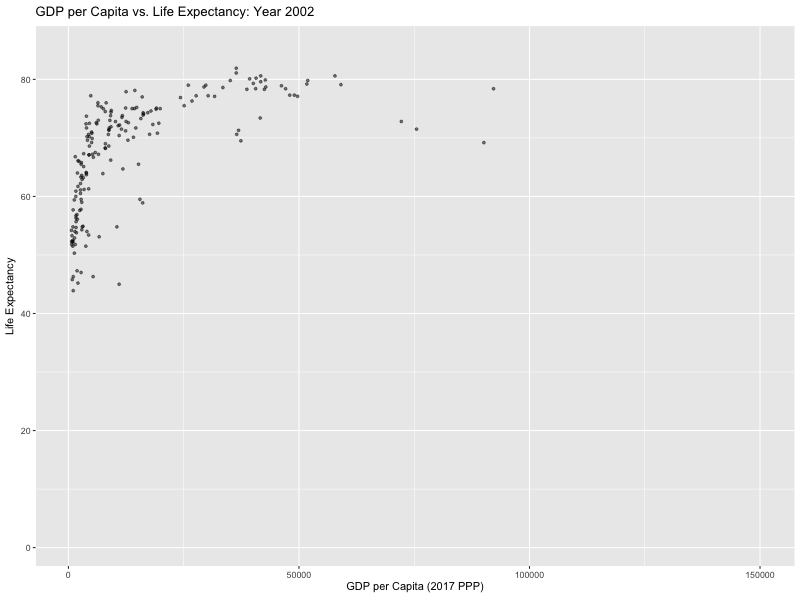 GDP per Capita vs. Life Expectancy: Year 2002
80
60
40
20
0
Life Expectancy
0 50000 100000 150000
GDP per Capita (2017 PPP)